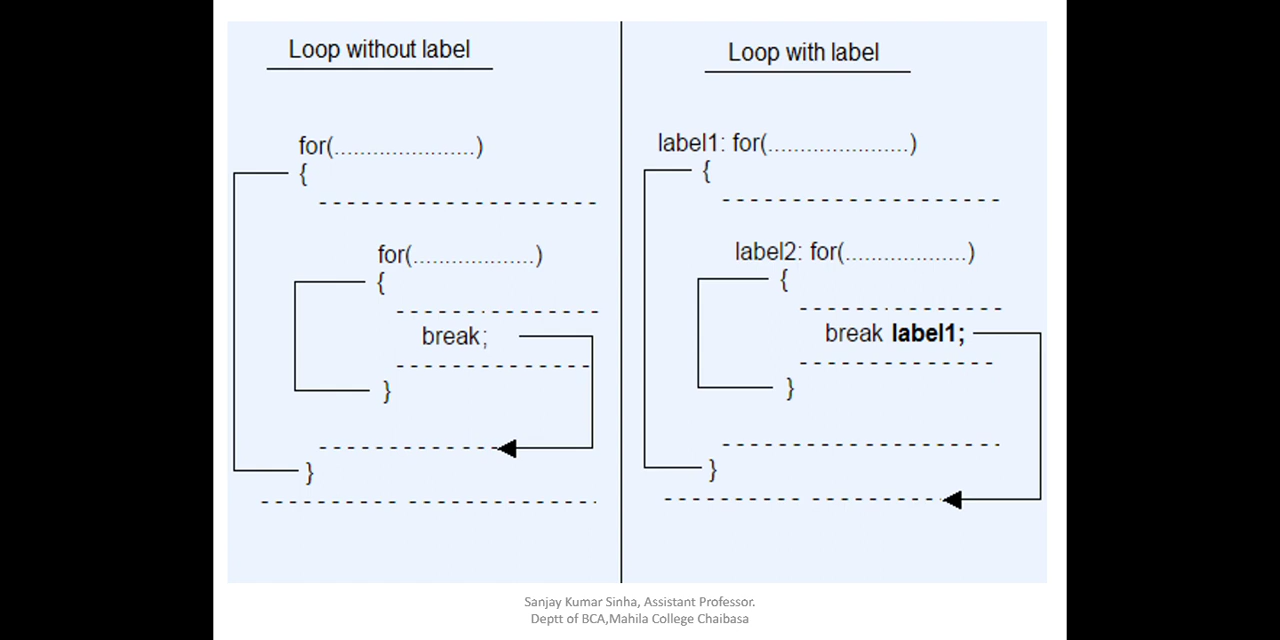 Loop without label
for(......................)
{
for(...................)
{
break;
}
}
Loop with label
label1: for(......................)
{
label2: for(...................)
{
break label1;
}
}
Sanjay Kumar Sinha, Assistant Professor.
Deptt of BCA,Mahila College Chaibasa